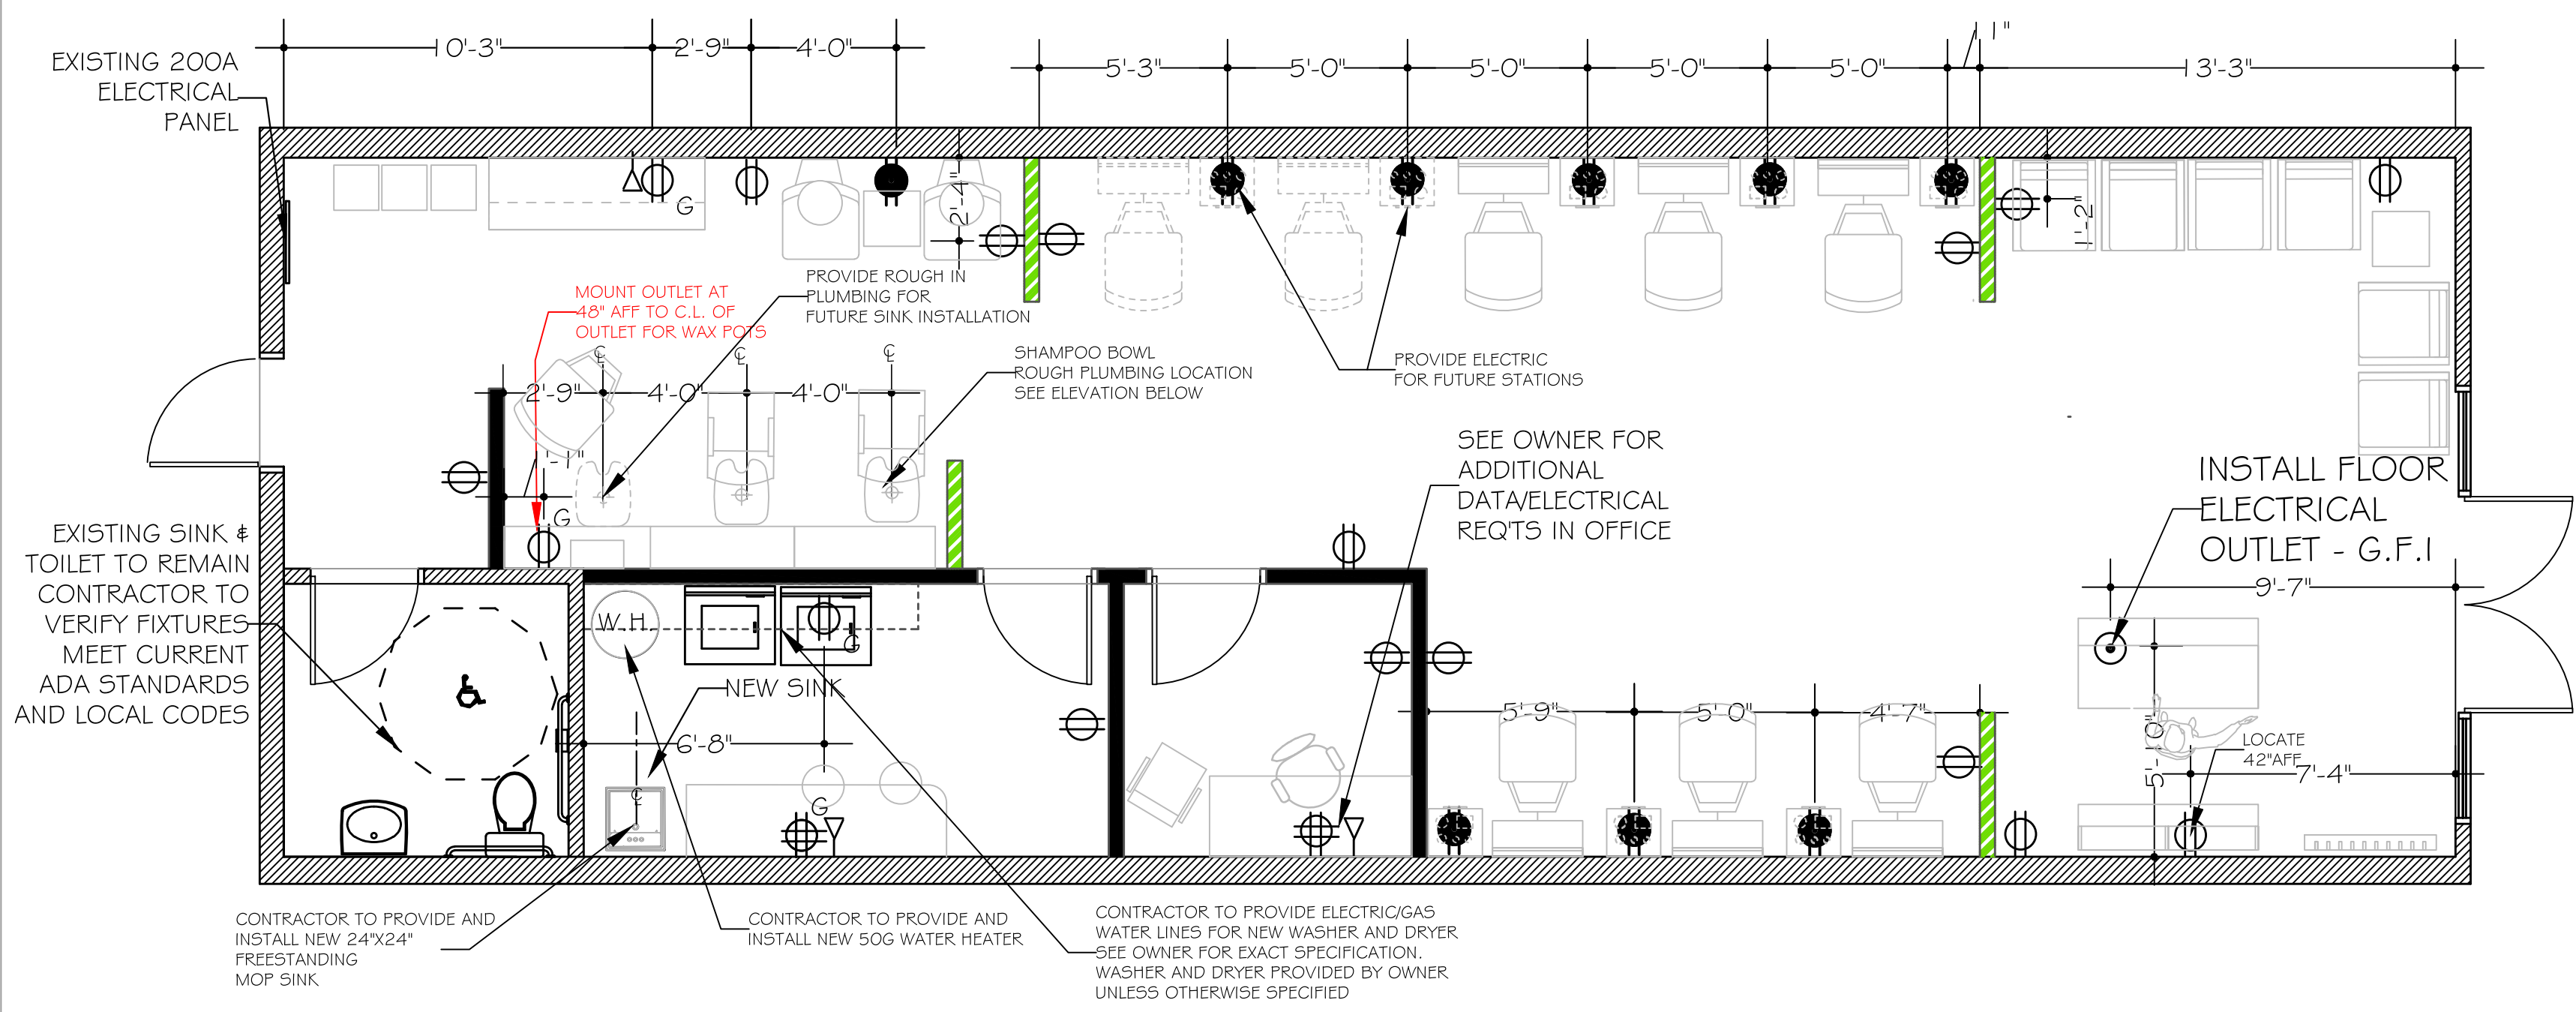 10'-3"
2'-9"
4'-0"
5'-3"
5'-0"
5'-0"
5'-0"
5'-0"
11"
13'-3"
EXISTING 200A
ELECTRICAL
PANEL
G
2'-4"
1'-2"
MOUNT OUTLET AT
48" AFF TO C.L. OF
OUTLET FOR WAX POTS
PROVIDE ROUGH IN
PLUMBING FOR
FUTURE SINK INSTALLATION
SHAMPOO BOWL
ROUGH PLUMBING LOCATION
SEE ELEVATION BELOW
PROVIDE ELECTRIC
FOR FUTURE STATIONS
℄
℄
℄
2'-9"
4'-0"
4'-0"
1'-1"
G
SEE OWNER FOR
ADDITIONAL
DATA/ELECTRICAL
REQ'TS IN OFFICE
INSTALL FLOOR
ELECTRICAL
OUTLET - G.F.I
9'-7"
EXISTING SINK &
TOILET TO REMAIN
CONTRACTOR TO
VERIFY FIXTURES
MEET CURRENT
ADA STANDARDS
AND LOCAL CODES
W.H.
G
NEW SINK
6'-8"
℄
G
5'-9"
5'-0"
4'-7"
5'-0"
LOCATE
42"AFF
7'-4"
CONTRACTOR TO PROVIDE AND
INSTALL NEW 24"X24"
FREESTANDING
MOP SINK
CONTRACTOR TO PROVIDE AND
INSTALL NEW 50G WATER HEATER
CONTRACTOR TO PROVIDE ELECTRIC/GAS
WATER LINES FOR NEW WASHER AND DRYER
SEE OWNER FOR EXACT SPECIFICATION.
WASHER AND DRYER PROVIDED BY OWNER
UNLESS OTHERWISE SPECIFIED